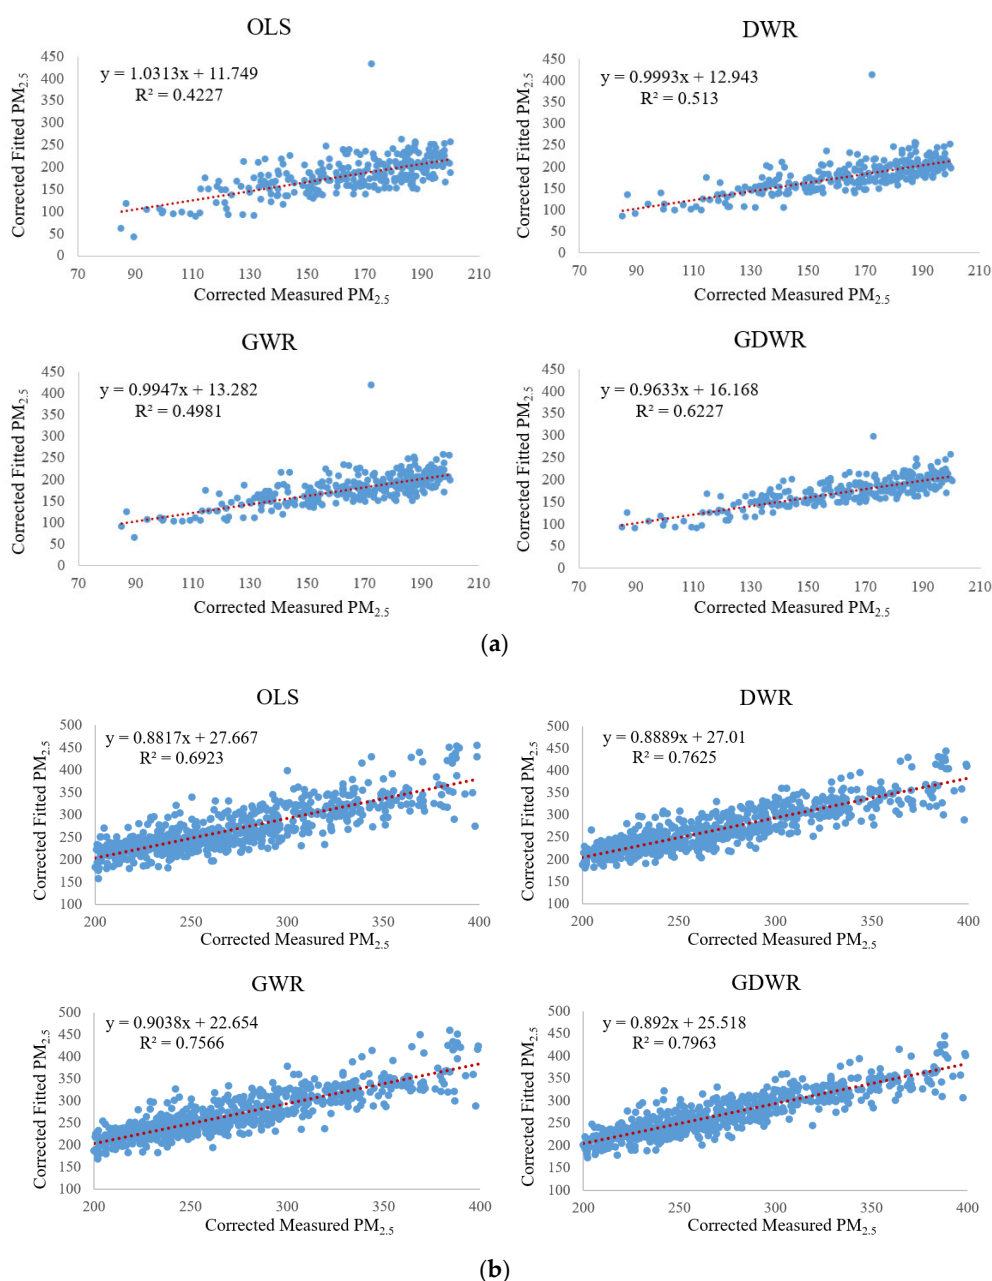 OLS
y = 1.0313x + 11.749
R² = 0.4227
Corrected Fitted PM2.5
450
400
350
300
250
200
150
100
50
0
70 90 110 130 150 170 190 210
Corrected Measured PM2.5
DWR
y = 0.9993x + 12.943
R² = 0.513
Corrected Fitted PM2.5
450
400
350
300
250
200
150
100
50
0
70 90 110 130 150 170 190 210
Corrected Measured PM2.5
GWR
y = 0.9947x + 13.282
R² = 0.4981
Corrected Fitted PM2.5
450
400
350
300
250
200
150
100
50
0
70 90 110 130 150 170 190 210
Corrected Measured PM2.5
GDWR
y = 0.9633x + 16.168
R² = 0.6227
Corrected Fitted PM2.5
450
400
350
300
250
200
150
100
50
0
70 90 110 130 150 170 190 210
Corrected Measured PM2.5
(a)
OLS
y = 0.8817x + 27.667
R² = 0.6923
Corrected Fitted PM2.5
500
450
400
350
300
250
200
150
100
200 250 300 350 400
Corrected Measured PM2.5
DWR
y = 0.8889x + 27.01
R² = 0.7625
Corrected Fitted PM2.5
500
450
400
350
300
250
200
150
100
200 250 300 350 400
Corrected Measured PM2.5
GWR
y = 0.9038x + 22.654
R² = 0.7566
Corrected Fitted PM2.5
500
450
400
350
300
250
200
150
100
200 250 300 350 400
Corrected Measured PM2.5
GDWR
y = 0.892x + 25.518
R² = 0.7963
Corrected Fitted PM2.5
500
450
400
350
300
250
200
150
100
200 250 300 350 400
Corrected Measured PM2.5
(b)